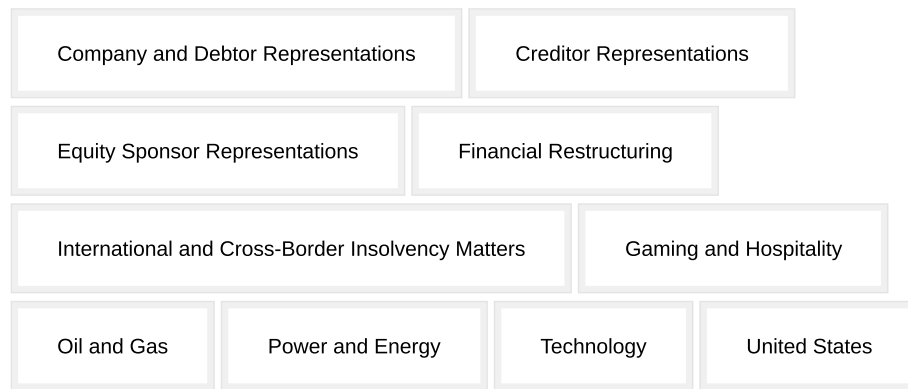 Company and Debtor Representations
Creditor Representations
Equity Sponsor Representations
Financial Restructuring
International and Cross-Border Insolvency Matters
Gaming and Hospitality
Oil and Gas
Power and Energy
Technology
United States